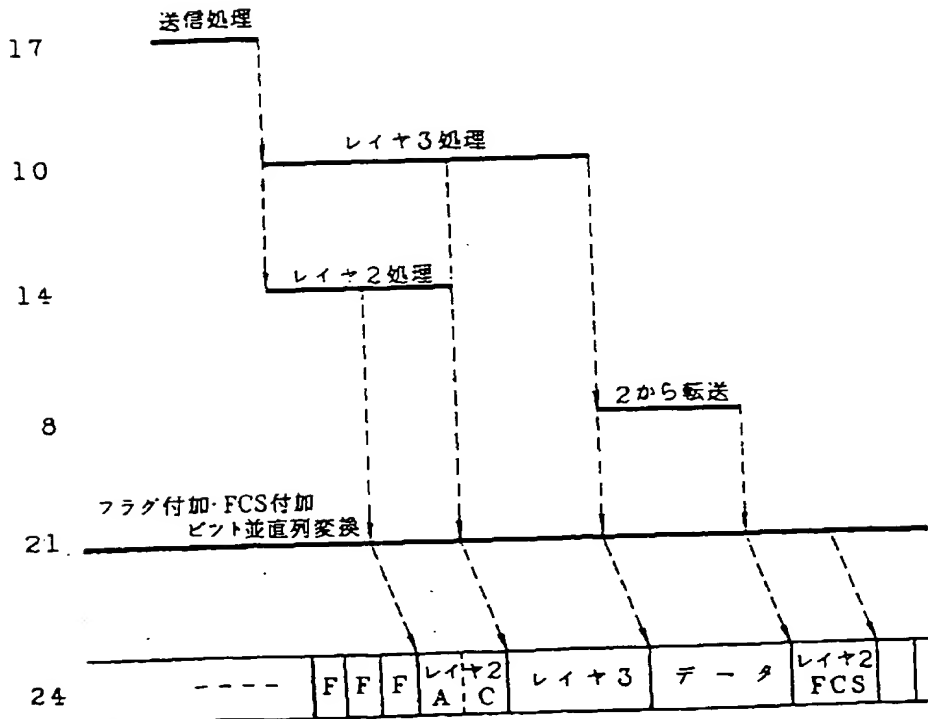 送信処理
17
レイヤ3処理
10
レイヤ2処理
14
2から転送
8
フラグ付加・FCS付加
ビット並直列変換
21
24 ---- F F F レイヤ2 A C レイヤ3 データ レイヤ2 FCS